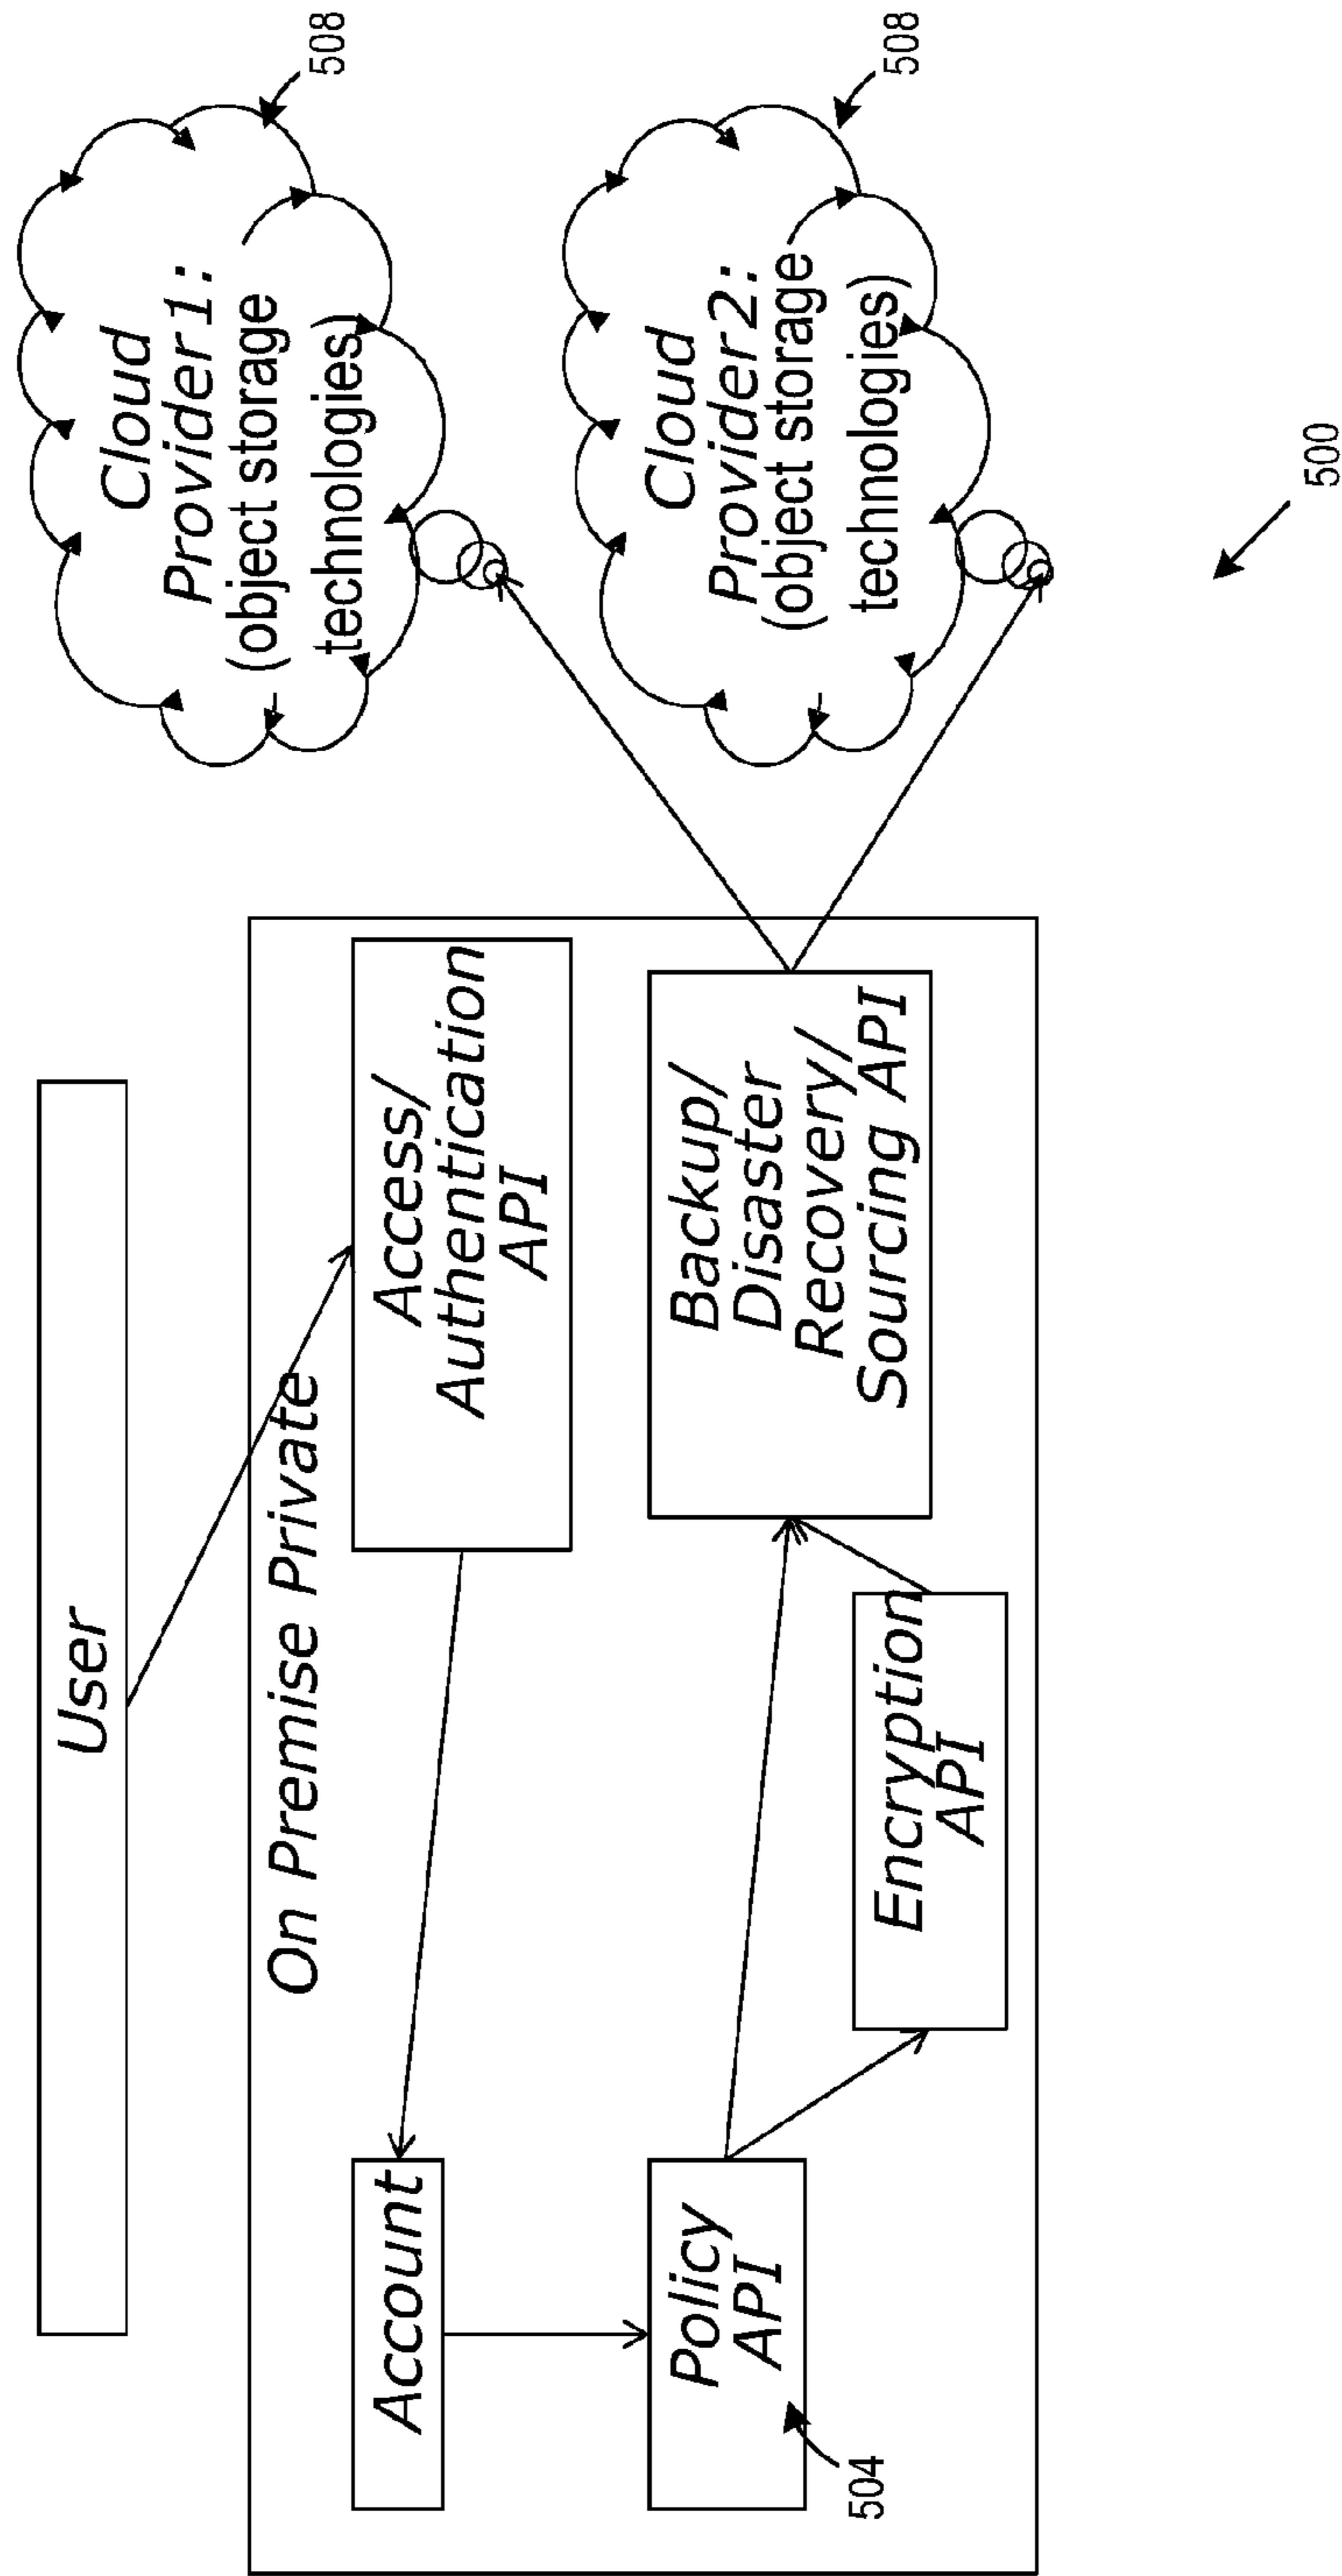 User
On Premise Private
Account
Access/
Authentication
API
Policy
API
504
Encryption
API
Backup/
Disaster
Recovery/
Sourcing API
Cloud
Provider1:
(object storage
technologies)
508
Cloud
Provider2:
(object storage
technologies)
508
500